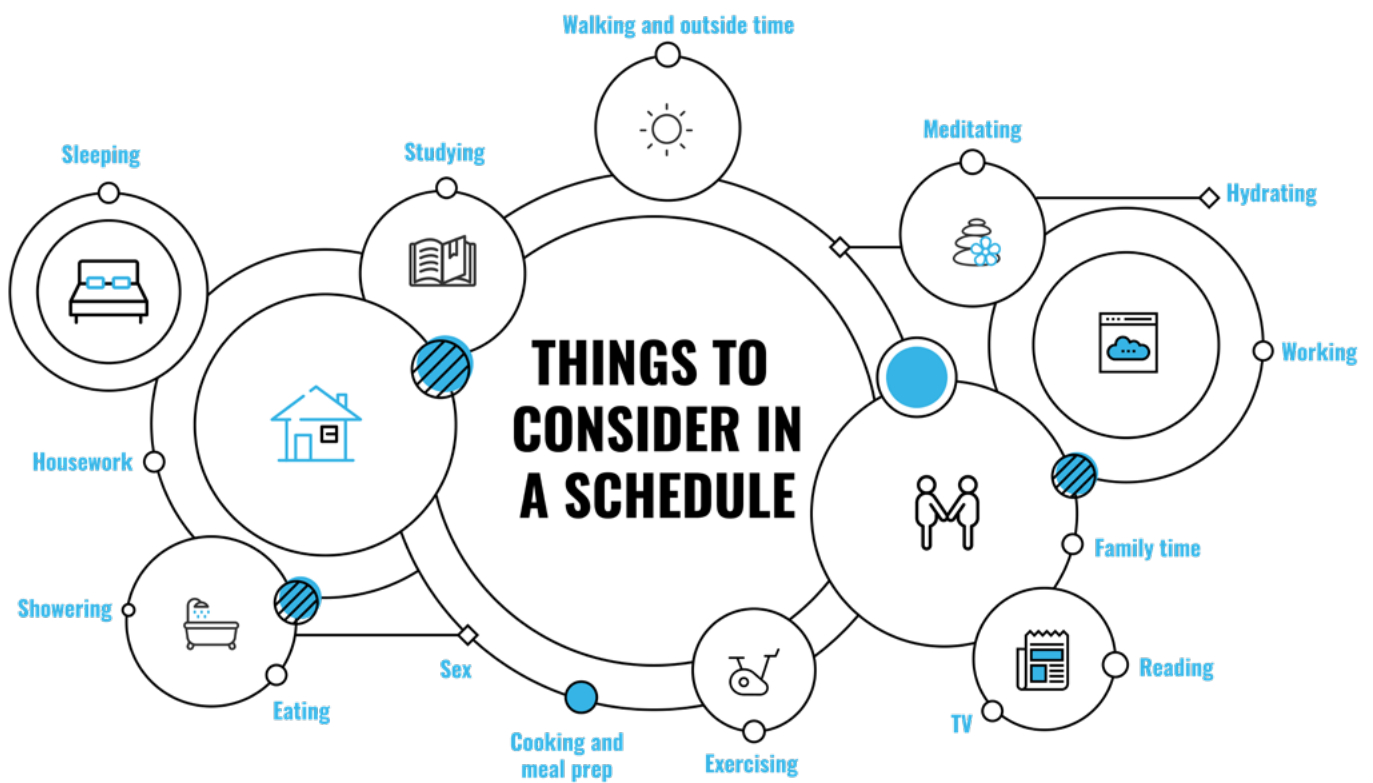 Walking and outside time
Meditating
Sleeping
Studying
Hydrating
THINGS TO
CONSIDER IN
A SCHEDULE
Working
Housework
Family time
Showering
Sex
Reading
Eating
TV
Cooking and
meal prep
Exercising